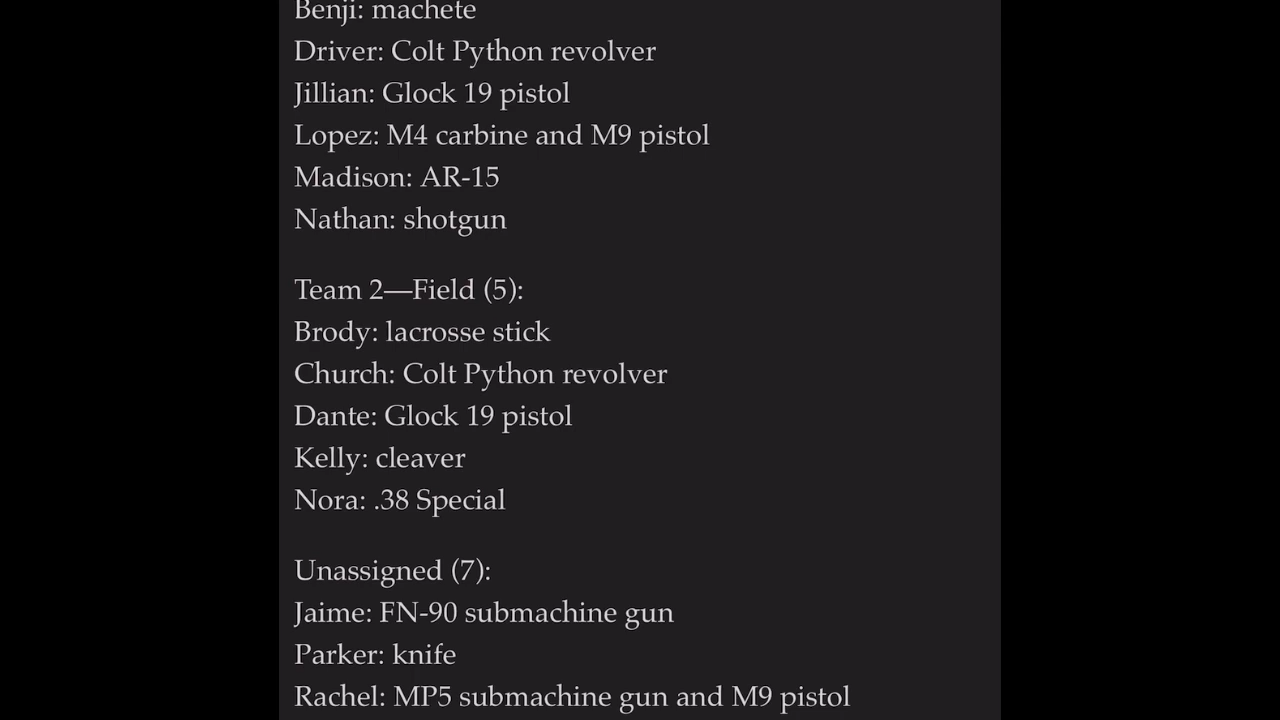 Benji: machete
Driver: Colt Python revolver
Jillian: Glock 19 pistol
Lopez: M4 carbine and M9 pistol
Madison: AR-15
Nathan: shotgun
Team 2—Field (5):
Brody: lacrosse stick
Church: Colt Python revolver
Dante: Glock 19 pistol
Kelly: cleaver
Nora: .38 Special
Unassigned (7):
Jaime: FN-90 submachine gun
Parker: knife
Rachel: MP5 submachine gun and M9 pistol